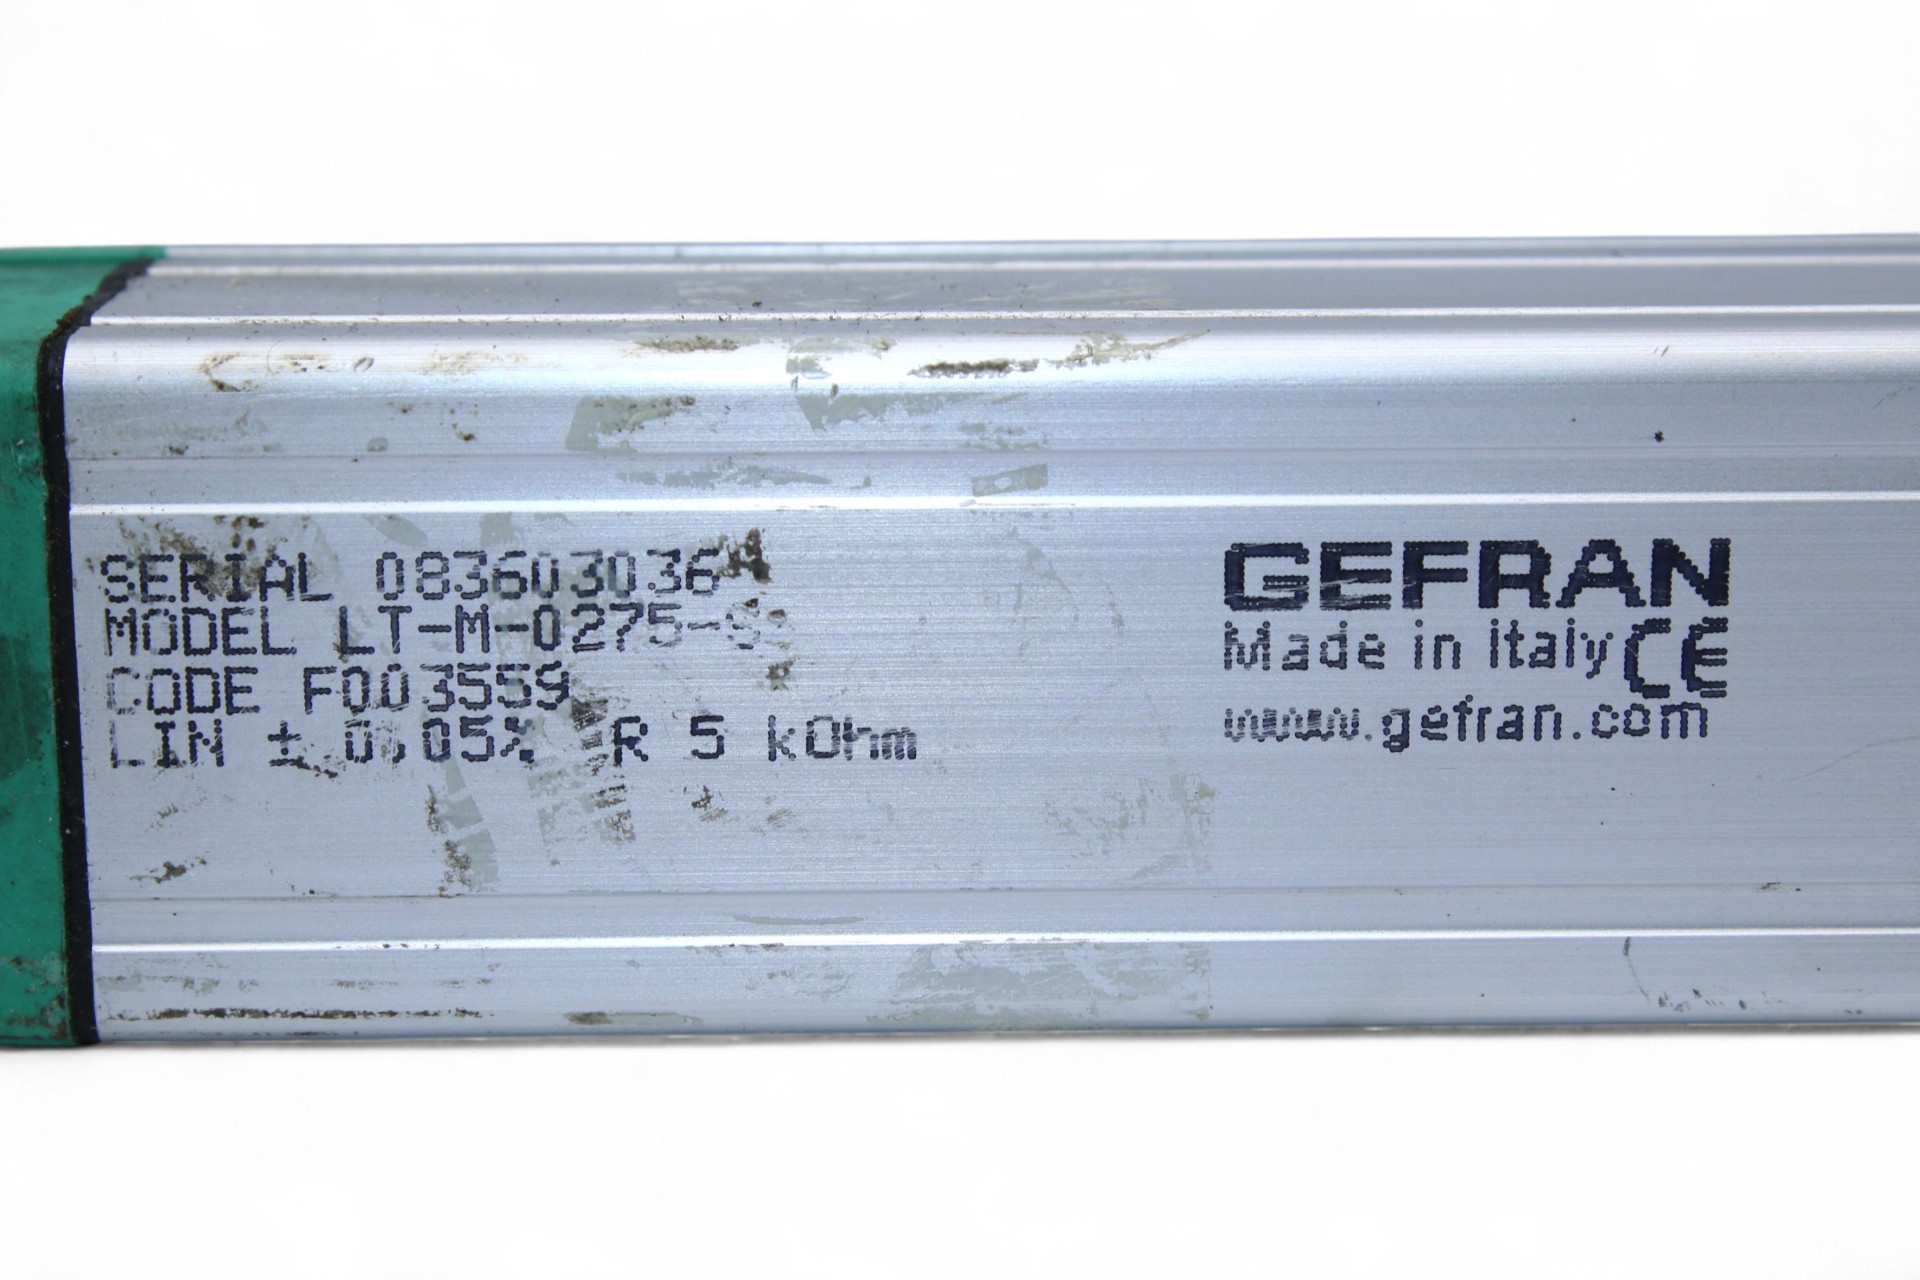 SERIAL 083603036
MODEL LT-M-0275-S
CODE F003559
LIN ± 0.05% R 5 kOhm
GEFRAN
Made in Italy CE
www.gefran.com